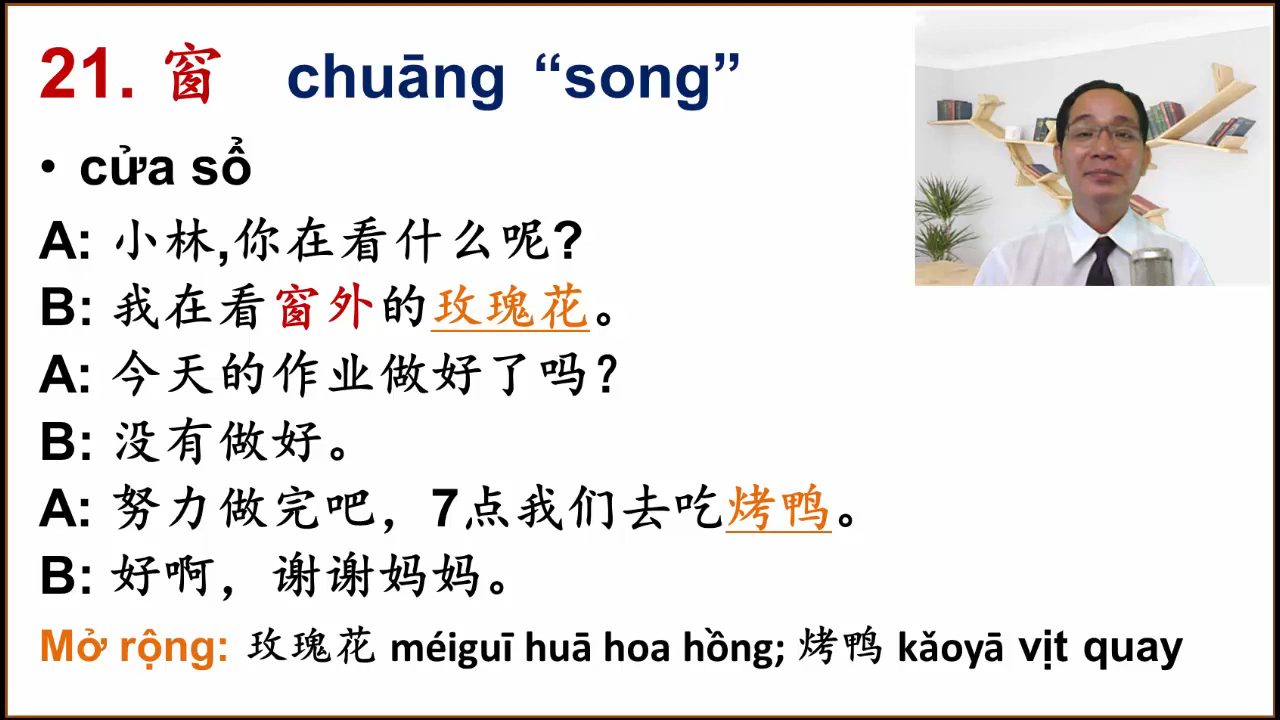 21. 窗 chuāng “song”
• cửa sổ
A: 小林,你在看什么呢?
B: 我在看窗外的玫瑰花。
A: 今天的作业做好了吗?
B: 没有做好。
A: 努力做完吧，7点我们去吃烤鸭。
B: 好啊，谢谢妈妈。
Mở rộng: 玫瑰花 méiguī huā hoa hồng; 烤鸭 kǎoyā vịt quay